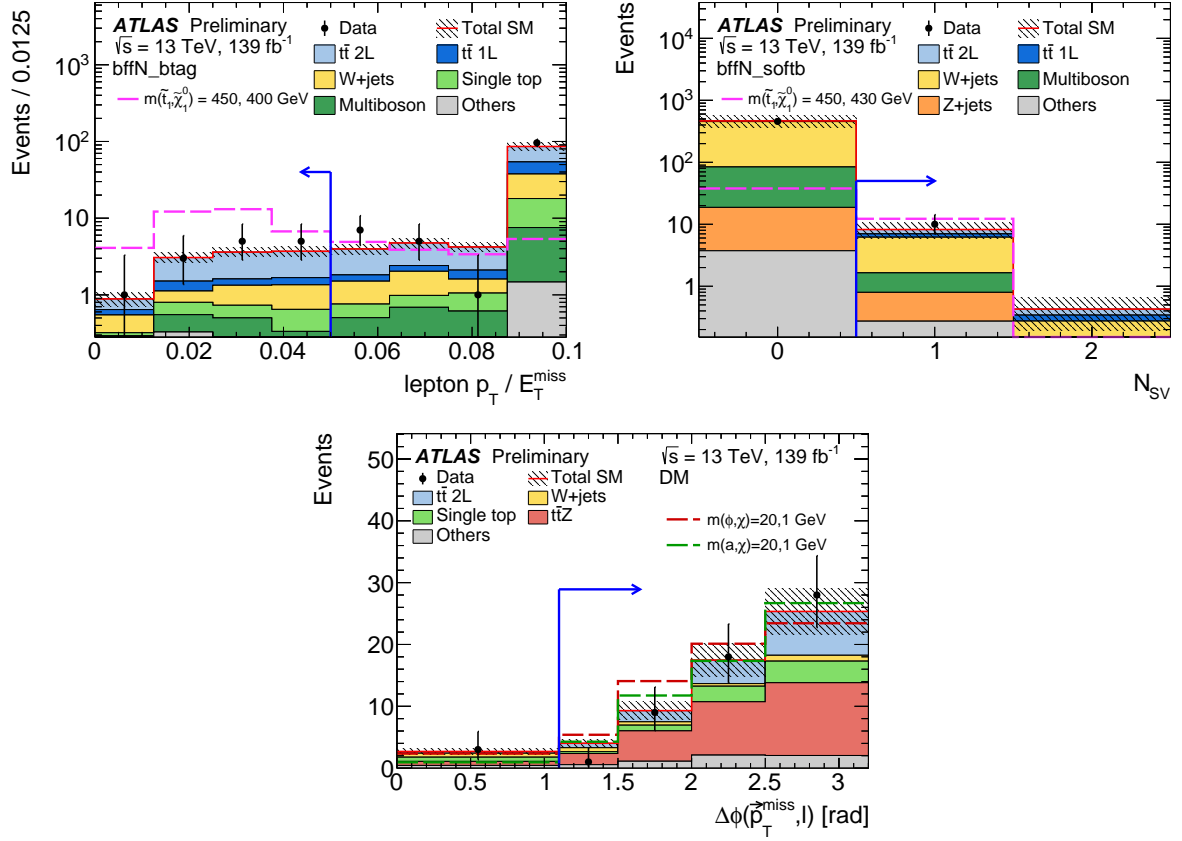 ATLAS Preliminary
√s = 13 TeV, 139 fb⁻¹
bffN_btag
m(t̃₁,χ̃₁⁰) = 450, 400 GeV
Data
Total SM
tt̄ 2L
tt̄ 1L
W+jets
Single top
Multiboson
Others
Events / 0.0125
10³
10²
10
1
0 0.02 0.04 0.06 0.08 0.1
lepton p_T / E_T^miss
ATLAS Preliminary
√s = 13 TeV, 139 fb⁻¹
bffN_softb
m(t̃₁,χ̃₁⁰) = 450, 430 GeV
Data
Total SM
tt̄ 2L
tt̄ 1L
W+jets
Multiboson
Z+jets
Others
Events
10⁴
10³
10²
10
1
0 1 2
N_SV
ATLAS Preliminary
√s = 13 TeV, 139 fb⁻¹
DM
Data
Total SM
tt̄ 2L
W+jets
Single top
tt̄Z
Others
m(ϕ,χ)=20,1 GeV
m(a,χ)=20,1 GeV
Events
50
40
30
20
10
0
0 0.5 1 1.5 2 2.5 3
Δϕ(p⃗_T^miss,l) [rad]